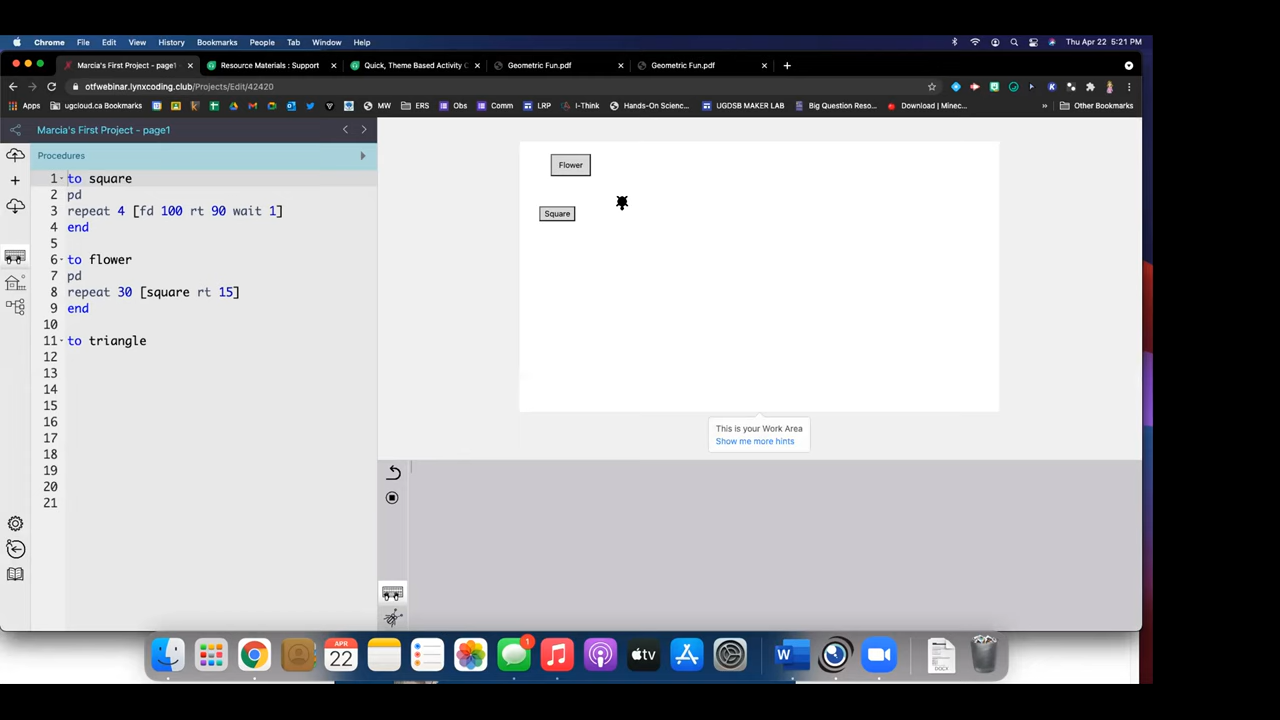 Chrome File Edit View History Bookmarks People Tab Window Help Thu Apr 22 5:21 PM
Marcia's First Project - page1 Resource Materials : Support Quick, Theme Based Activity C Geometric Fun.pdf Geometric Fun.pdf
otfwebinar.lynxcoding.club/Projects/Edit/42420
Apps ugcloud.ca Bookmarks MW ERS Obs Comm LRP I-Think Hands-On Scienc... UGDSB MAKER LAB Big Question Reso... Download | Minec... » Other Bookmarks
Marcia's First Project - page1
Procedures
1 to square
2 pd
3 repeat 4 [fd 100 rt 90 wait 1]
4 end
5
6 to flower
7 pd
8 repeat 30 [square rt 15]
9 end
10
11 to triangle
12
13
14
15
16
17
18
19
20
21
Flower
Square
This is your Work Area
Show me more hints
APR
22
1
tv
W
DOCX